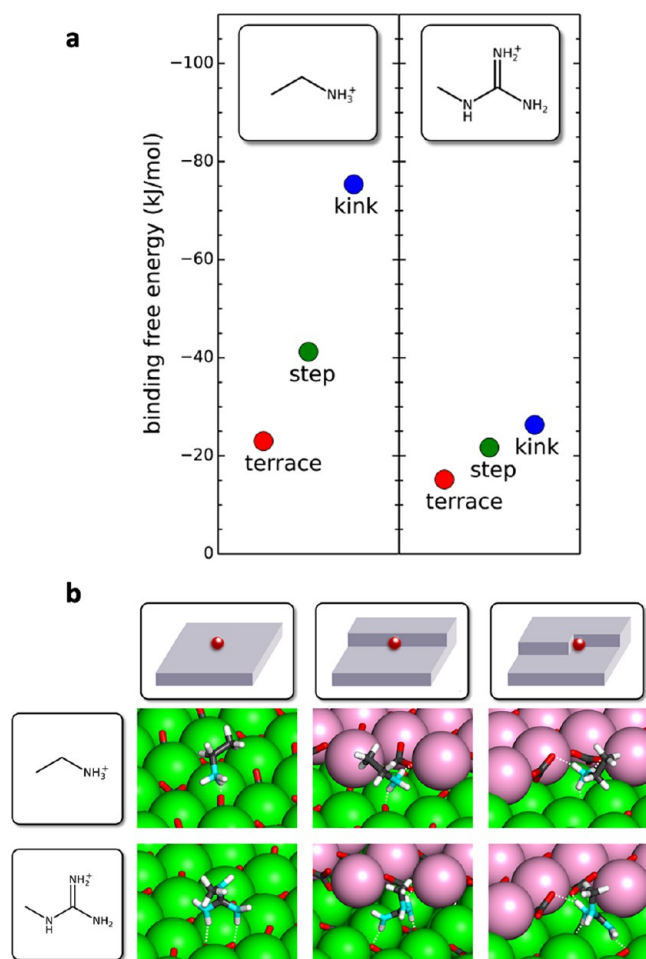 a
binding free energy (kJ/mol)
−100
−80
−60
−40
−20
0
NH3+
kink
step
terrace
NH2+
N
H
NH2
kink
step
terrace
b
NH3+
NH2+
N
H
NH2